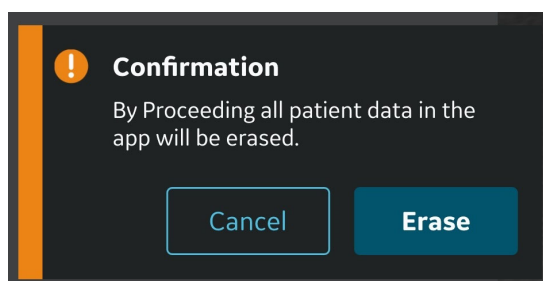 Confirmation
By Proceeding all patient data in the
app will be erased.
Cancel
Erase